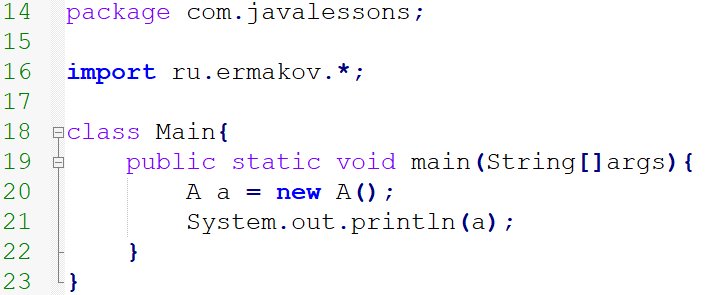 14 package com.javalessons;
15
16 import ru.ermakov.*;
17
18 class Main{
19     public static void main(String[]args){
20         A a = new A();
21         System.out.println(a);
22     }
23 }